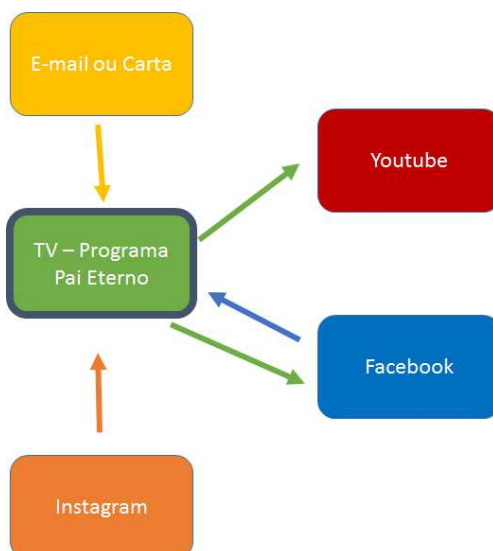 E-mail ou Carta
Youtube
TV – Programa
Pai Eterno
Facebook
Instagram